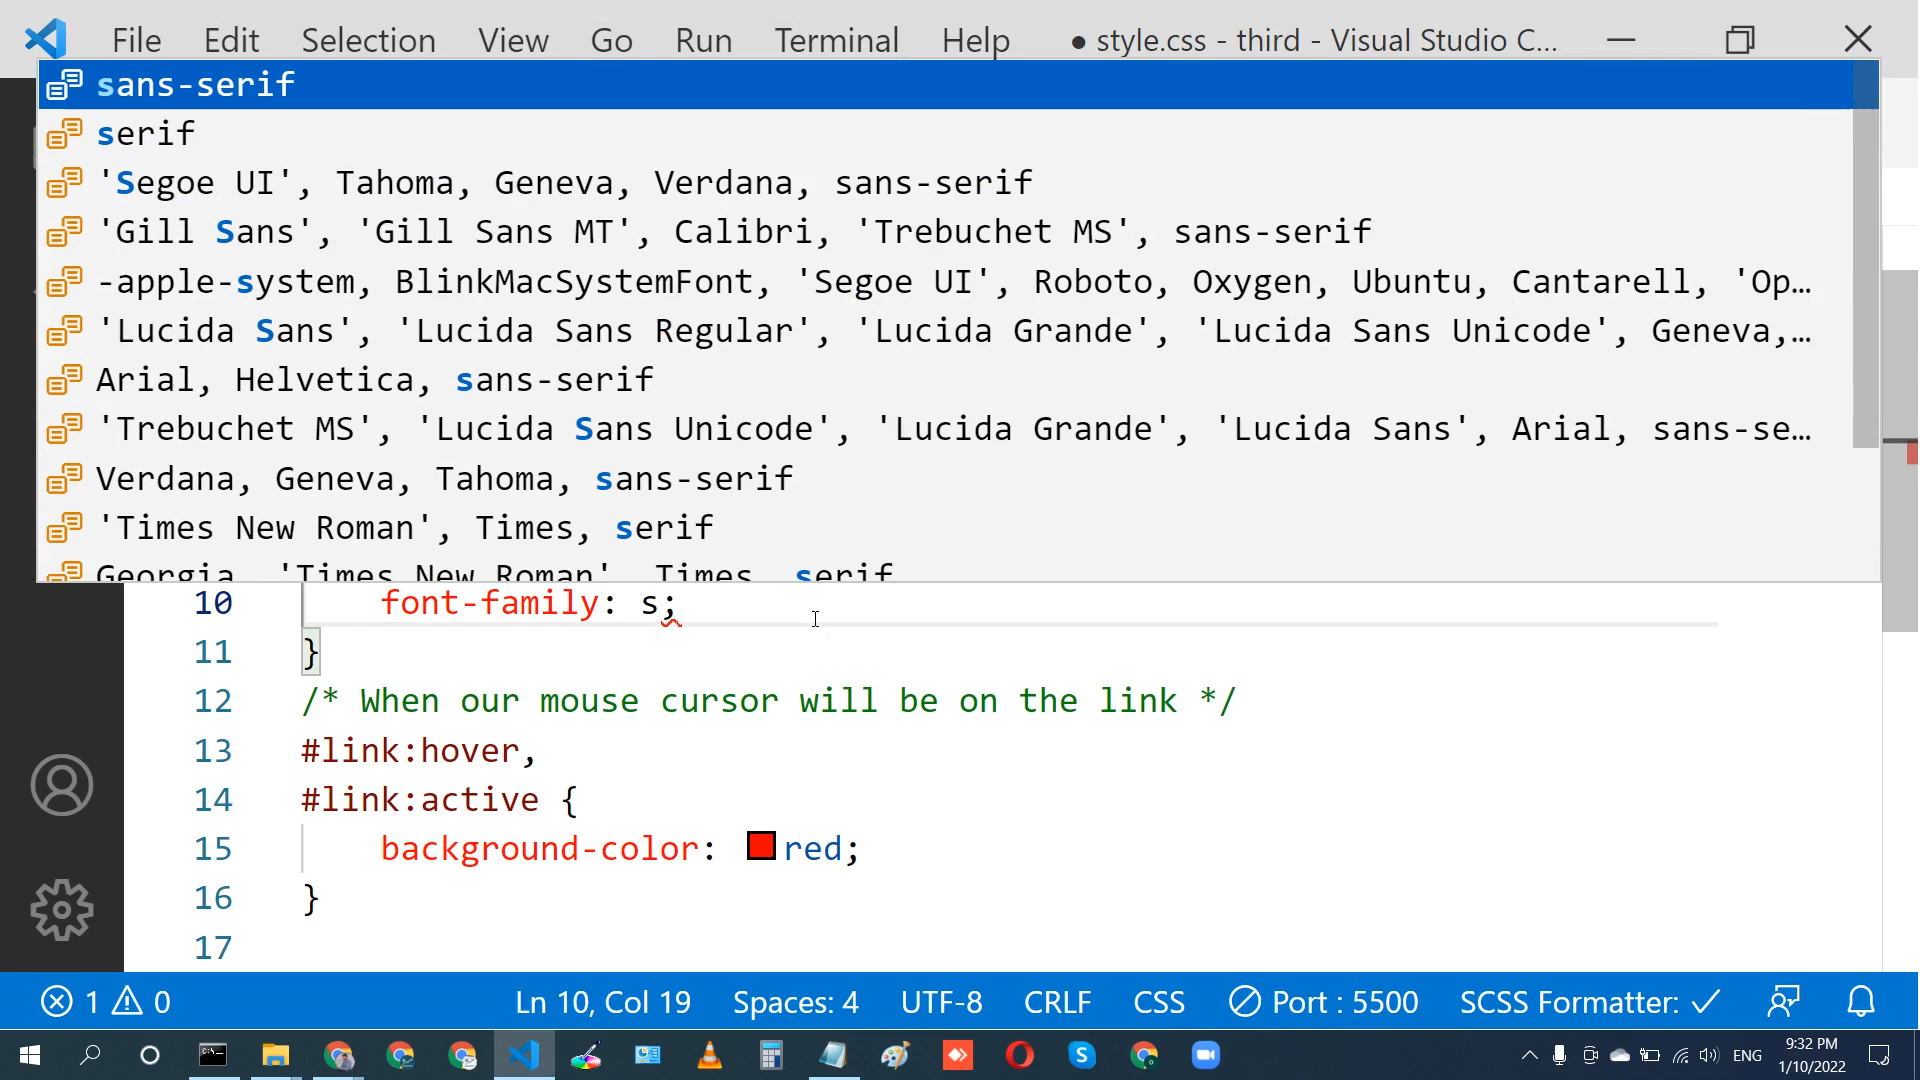 File Edit Selection View Go Run Terminal Help ● style.css - third - Visual Studio C...
sans-serif
serif
'Segoe UI', Tahoma, Geneva, Verdana, sans-serif
'Gill Sans', 'Gill Sans MT', Calibri, 'Trebuchet MS', sans-serif
-apple-system, BlinkMacSystemFont, 'Segoe UI', Roboto, Oxygen, Ubuntu, Cantarell, 'Op...
'Lucida Sans', 'Lucida Sans Regular', 'Lucida Grande', 'Lucida Sans Unicode', Geneva,...
Arial, Helvetica, sans-serif
'Trebuchet MS', 'Lucida Sans Unicode', 'Lucida Grande', 'Lucida Sans', Arial, sans-se...
Verdana, Geneva, Tahoma, sans-serif
'Times New Roman', Times, serif
Georgia, 'Times New Roman', Times, serif
10 font-family: s;
11 }
12 /* When our mouse cursor will be on the link */
13 #link:hover,
14 #link:active {
15 background-color: red;
16 }
17
1 0 Ln 10, Col 19 Spaces: 4 UTF-8 CRLF CSS Port : 5500 SCSS Formatter: ✓
ENG 9:32 PM
1/10/2022